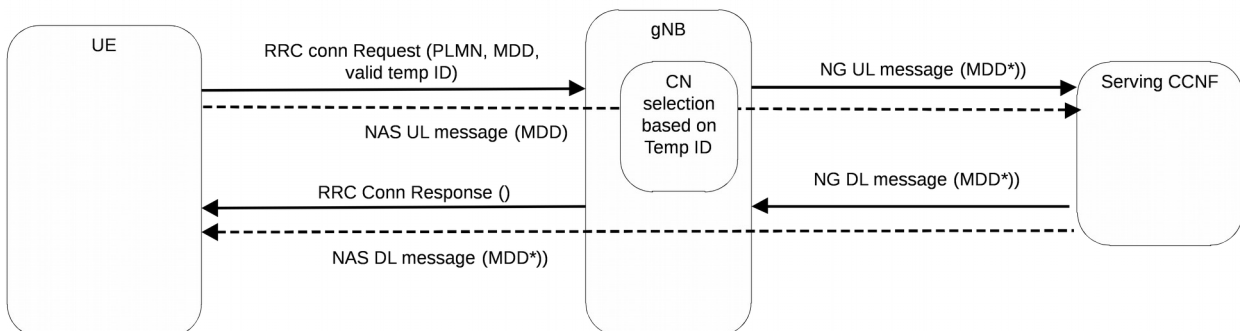 UE
RRC conn Request (PLMN, MDD,
valid temp ID)
NAS UL message (MDD)
RRC Conn Response ()
NAS DL message (MDD*))
gNB
CN
selection
based on
Temp ID
NG UL message (MDD*))
NG DL message (MDD*))
Serving CCNF